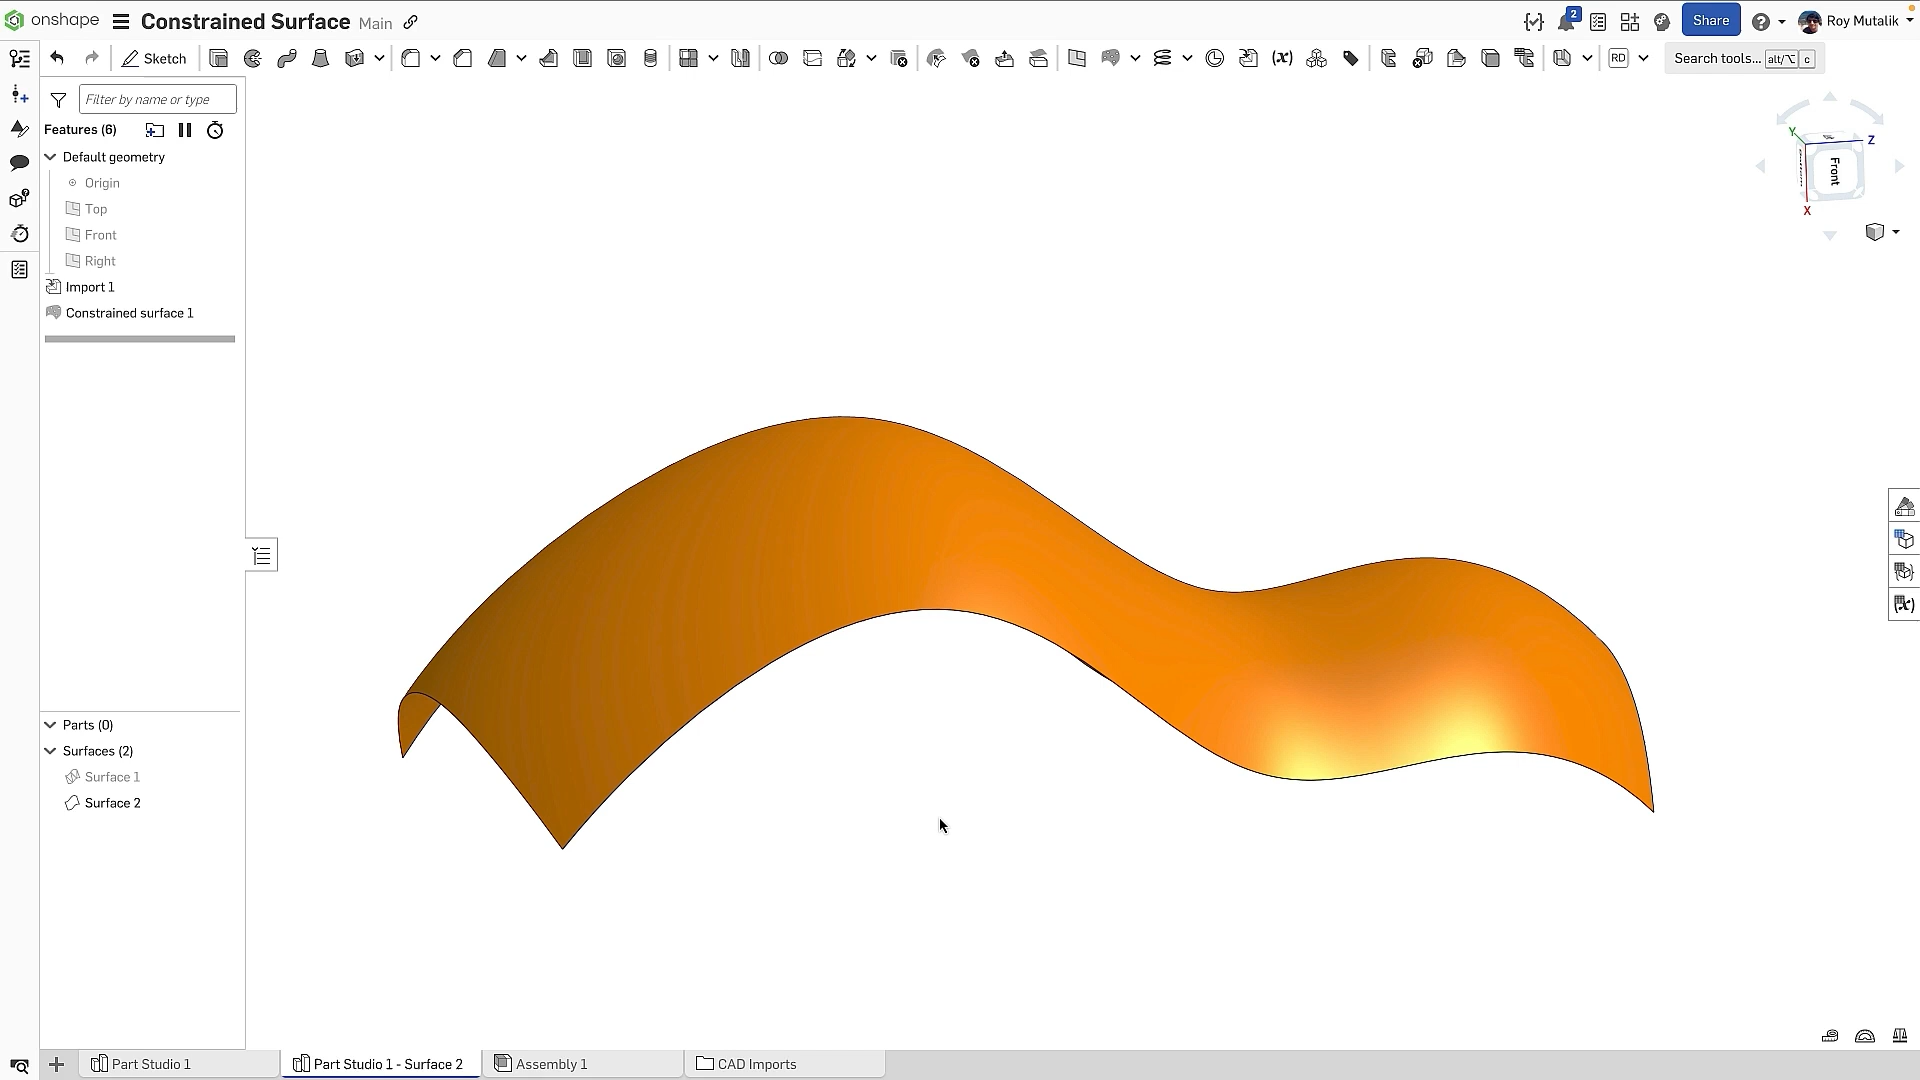 onshape Constrained Surface Main
2 Share Roy Mutalik
Sketch (x) RD Search tools... alt/⌥ c
Filter by name or type
Features (6)
Default geometry
Origin
Top
Front
Right
Import 1
Constrained surface 1
Y Z
Front
X
(x)
Parts (0)
Surfaces (2)
Surface 1
Surface 2
Part Studio 1 Part Studio 1 - Surface 2 Assembly 1 CAD Imports